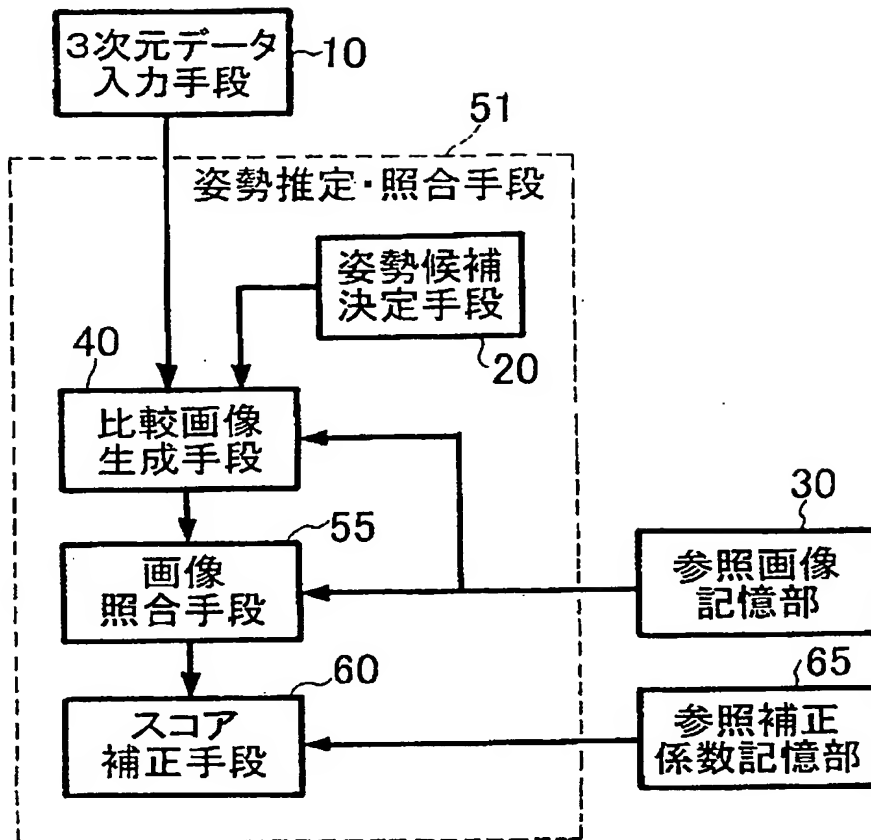 3次元データ
入力手段
10
51
姿勢推定・照合手段
姿勢候補
決定手段
20
40
比較画像
生成手段
30
55
画像
照合手段
参照画像
記憶部
60
スコア
補正手段
65
参照補正
係数記憶部